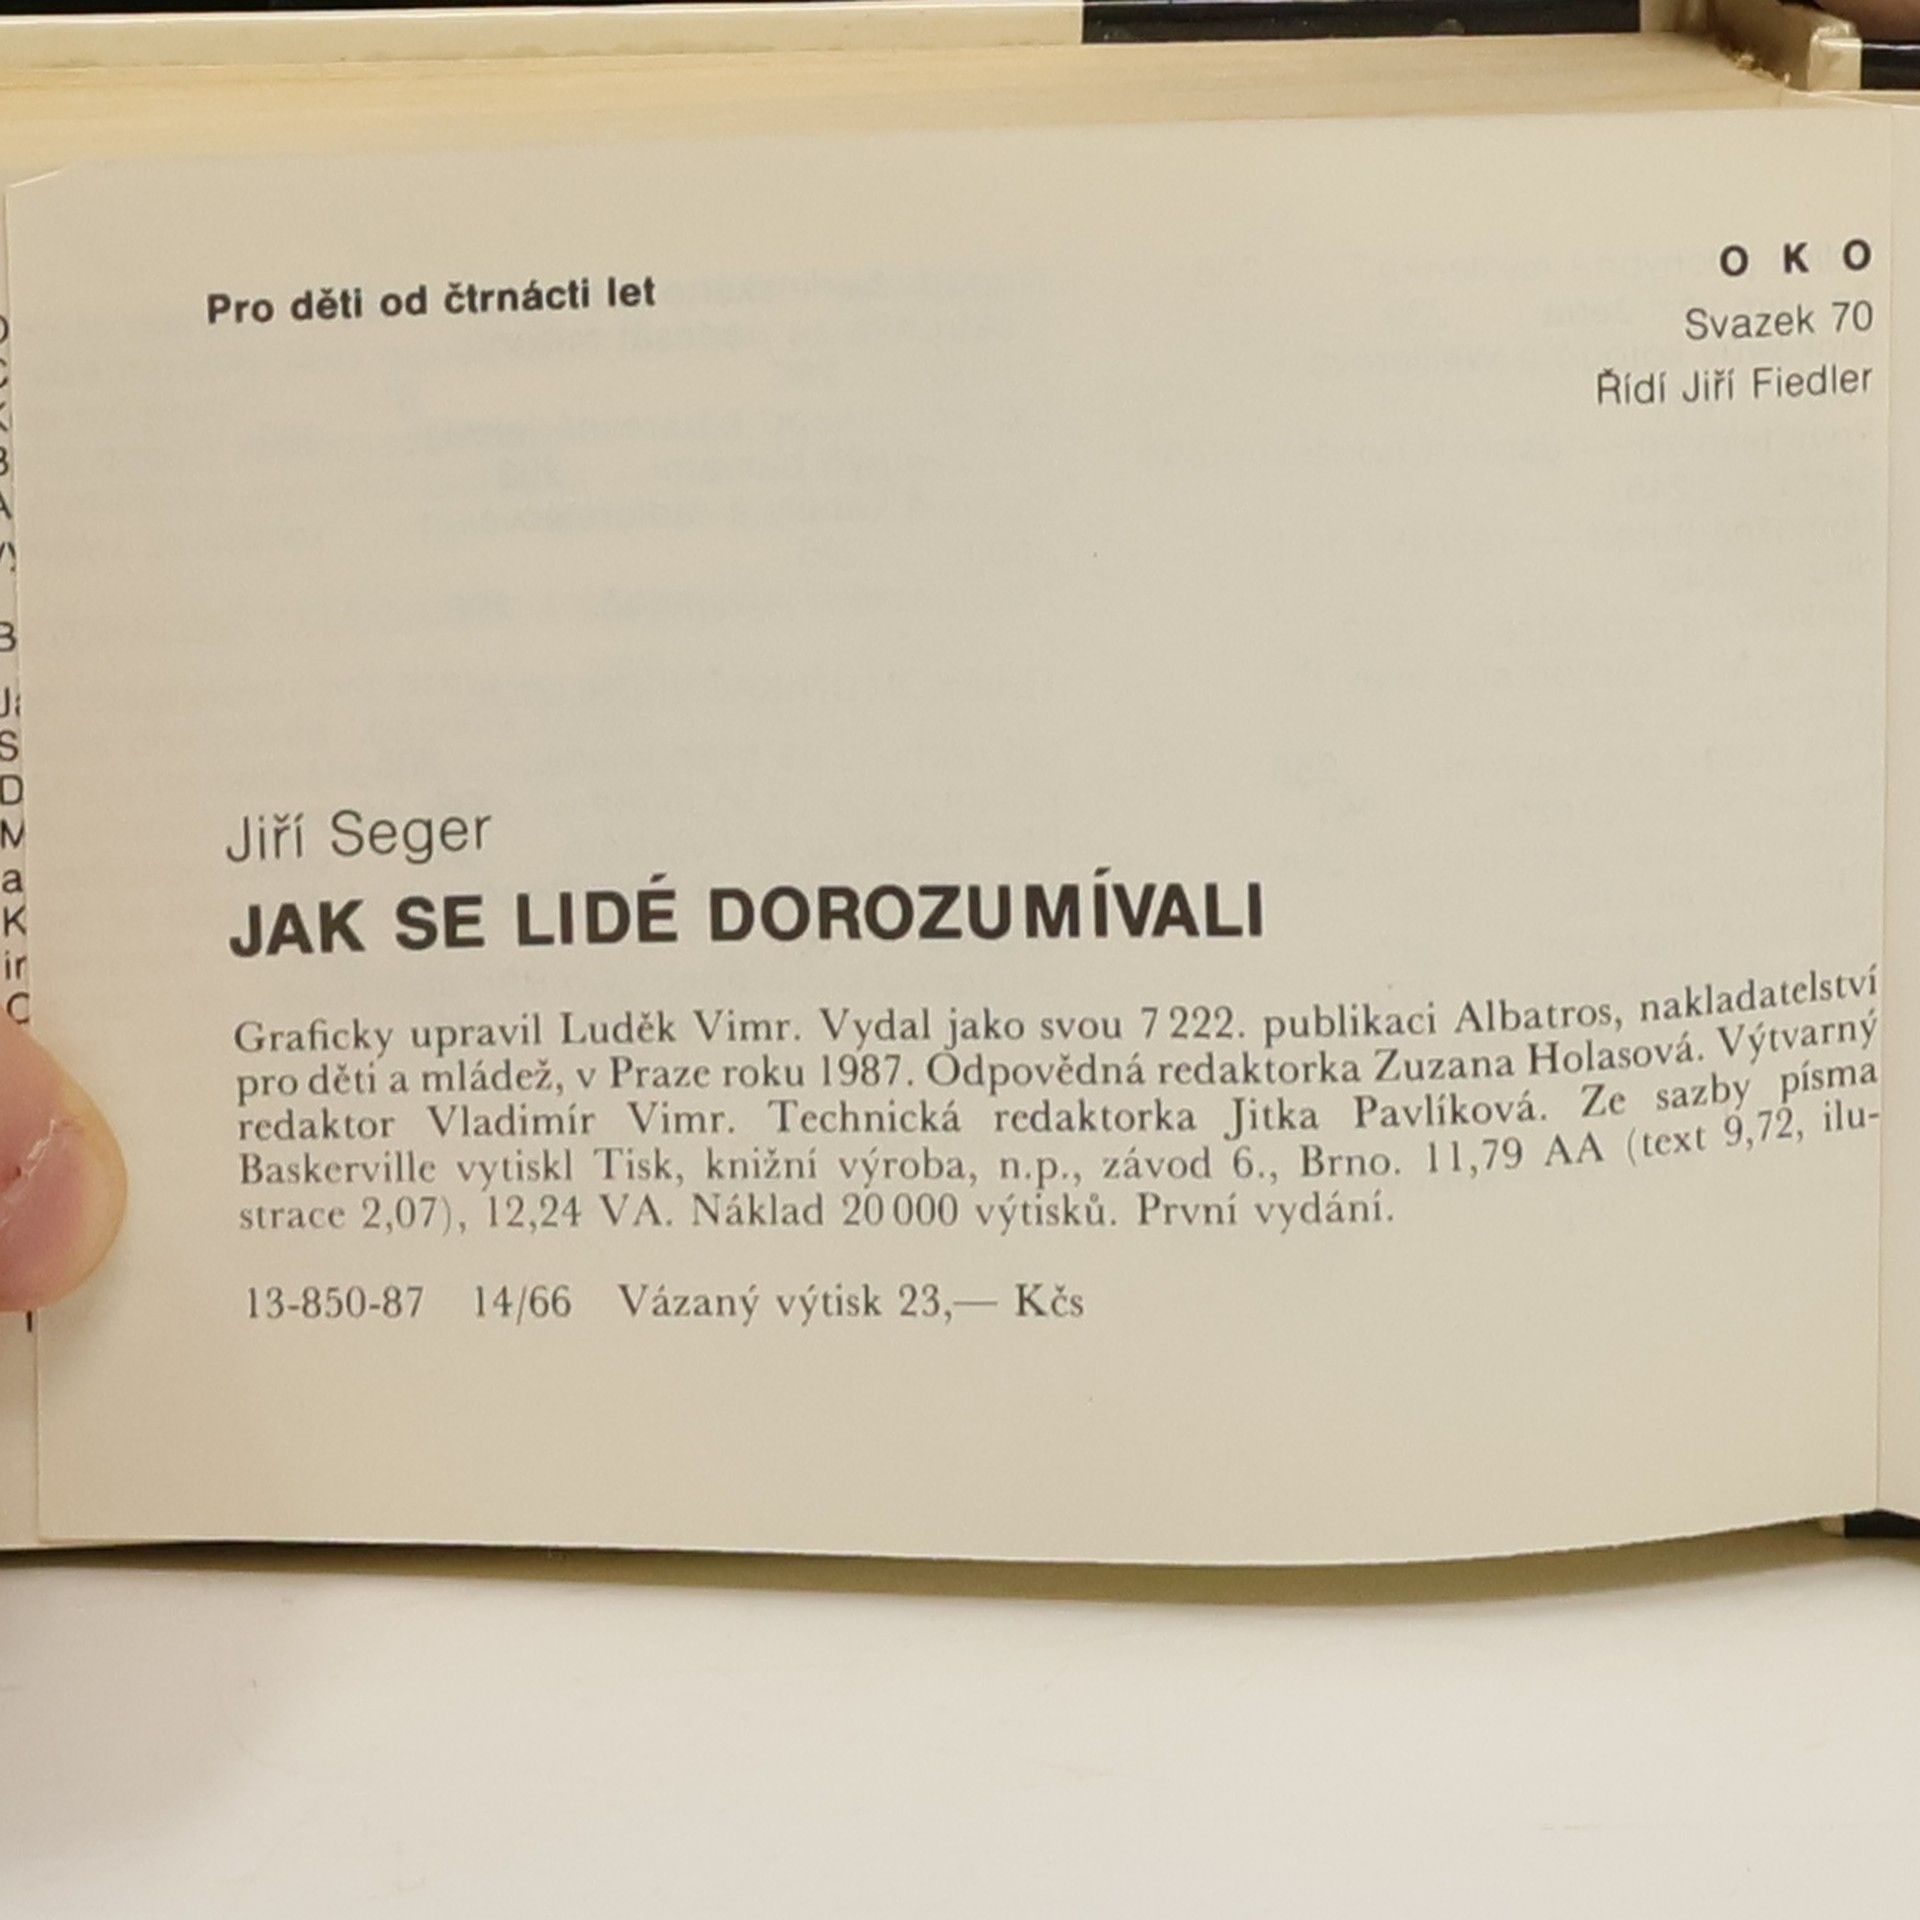 Pro děti od čtrnácti let
O K O
Svazek 70
Řídí Jiří Fiedler
Jiří Seger
JAK SE LIDÉ DOROZUMÍVALI
Graficky upravil Luděk Vimr. Vydal jako svou 7 222. publikaci Albatros, nakladatelství
pro děti a mládež, v Praze roku 1987. Odpovědná redaktorka Zuzana Holasová. Výtvarný
redaktor Vladimír Vimr. Technická redaktorka Jitka Pavlíková. Ze sazby písma
Baskerville vytiskl Tisk, knižní výroba, n.p., závod 6., Brno. 11,79 AA (text 9,72, ilu-
strace 2,07), 12,24 VA. Náklad 20 000 výtisků. První vydání.
13-850-87 14/66 Vázaný výtisk 23,— Kčs